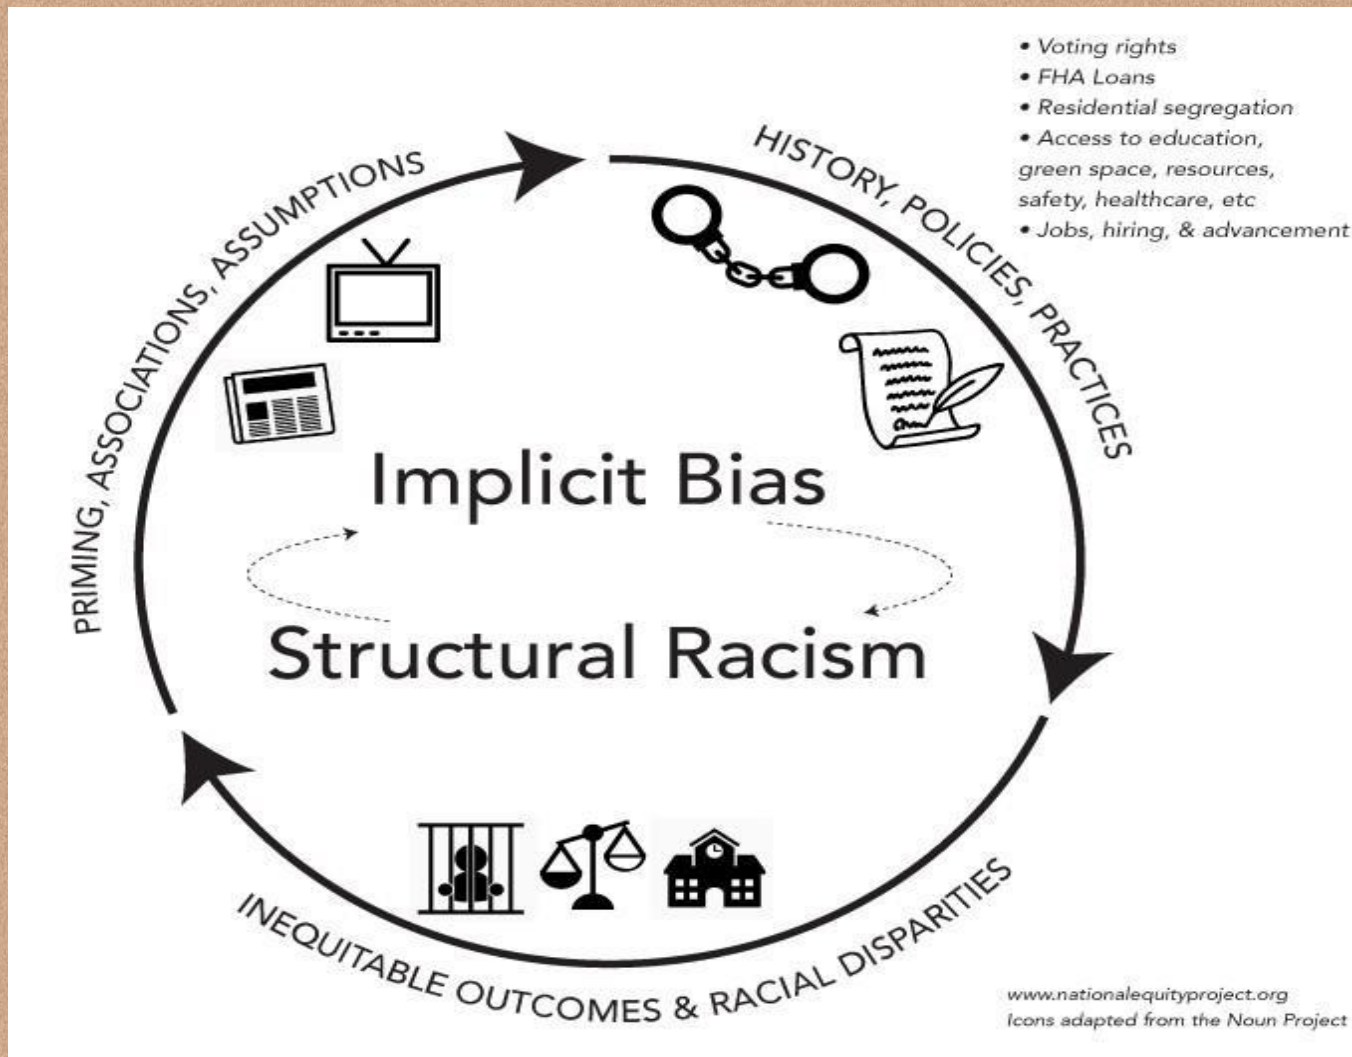 • Voting rights
• FHA Loans
• Residential segregation
• Access to education,
green space, resources,
safety, healthcare, etc
• Jobs, hiring, & advancement
PRIMING, ASSOCIATIONS, ASSUMPTIONS
HISTORY, POLICIES, PRACTICES
Implicit Bias
Structural Racism
INEQUITABLE OUTCOMES & RACIAL DISPARITIES
www.nationalequityproject.org
Icons adapted from the Noun Project